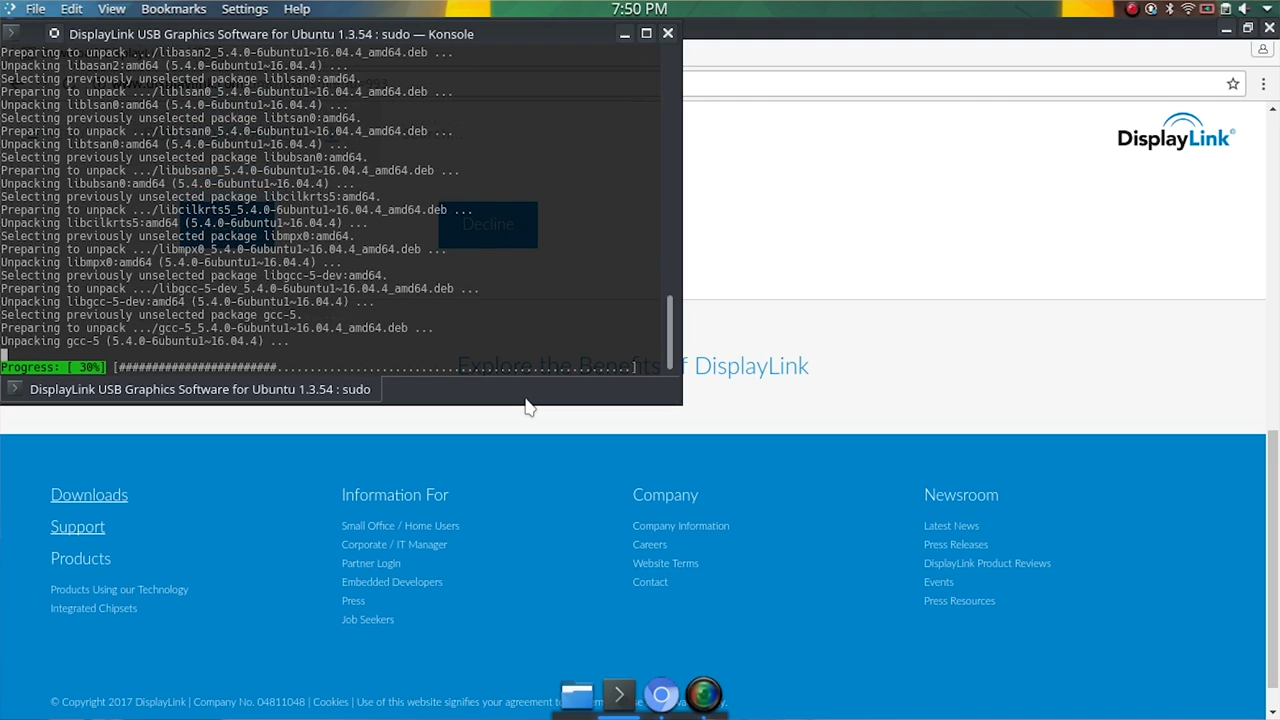 File Edit View Bookmarks Settings Help
7:50 PM
DisplayLink USB Graphics Software for Ubuntu 1.3.54 : sudo — Konsole
Preparing to unpack .../libasan2_5.4.0-6ubuntu1~16.04.4_amd64.deb ...
Unpacking libasan2:amd64 (5.4.0-6ubuntu1~16.04.4) ...
Selecting previously unselected package liblsan0:amd64.
Preparing to unpack .../liblsan0_5.4.0-6ubuntu1~16.04.4_amd64.deb ...
Unpacking liblsan0:amd64 (5.4.0-6ubuntu1~16.04.4) ...
Selecting previously unselected package libtsan0:amd64.
Preparing to unpack .../libtsan0_5.4.0-6ubuntu1~16.04.4_amd64.deb ...
Unpacking libtsan0:amd64 (5.4.0-6ubuntu1~16.04.4) ...
Selecting previously unselected package libubsan0:amd64.
Preparing to unpack .../libubsan0_5.4.0-6ubuntu1~16.04.4_amd64.deb ...
Unpacking libubsan0:amd64 (5.4.0-6ubuntu1~16.04.4) ...
Selecting previously unselected package libcilkrts5:amd64.
Preparing to unpack .../libcilkrts5_5.4.0-6ubuntu1~16.04.4_amd64.deb ...
Unpacking libcilkrts5:amd64 (5.4.0-6ubuntu1~16.04.4) ...
Selecting previously unselected package libmpx0:amd64.
Preparing to unpack .../libmpx0_5.4.0-6ubuntu1~16.04.4_amd64.deb ...
Unpacking libmpx0:amd64 (5.4.0-6ubuntu1~16.04.4) ...
Selecting previously unselected package libgcc-5-dev:amd64.
Preparing to unpack .../libgcc-5-dev_5.4.0-6ubuntu1~16.04.4_amd64.deb ...
Unpacking libgcc-5-dev:amd64 (5.4.0-6ubuntu1~16.04.4) ...
Selecting previously unselected package gcc-5.
Preparing to unpack .../gcc-5_5.4.0-6ubuntu1~16.04.4_amd64.deb ...
Unpacking gcc-5 (5.4.0-6ubuntu1~16.04.4) ...
Progress: [ 30%] [########################......................................................]
DisplayLink USB Graphics Software for Ubuntu 1.3.54 : sudo
DisplayLink
Decline
Explore the Benefits of DisplayLink
Downloads
Support
Products
Products Using our Technology
Integrated Chipsets
Information For
Small Office / Home Users
Corporate / IT Manager
Partner Login
Embedded Developers
Press
Job Seekers
Company
Company Information
Careers
Website Terms
Contact
Newsroom
Latest News
Press Releases
DisplayLink Product Reviews
Events
Press Resources
© Copyright 2017 DisplayLink | Company No. 04811048 | Cookies | Use of this website signifies your agreement to